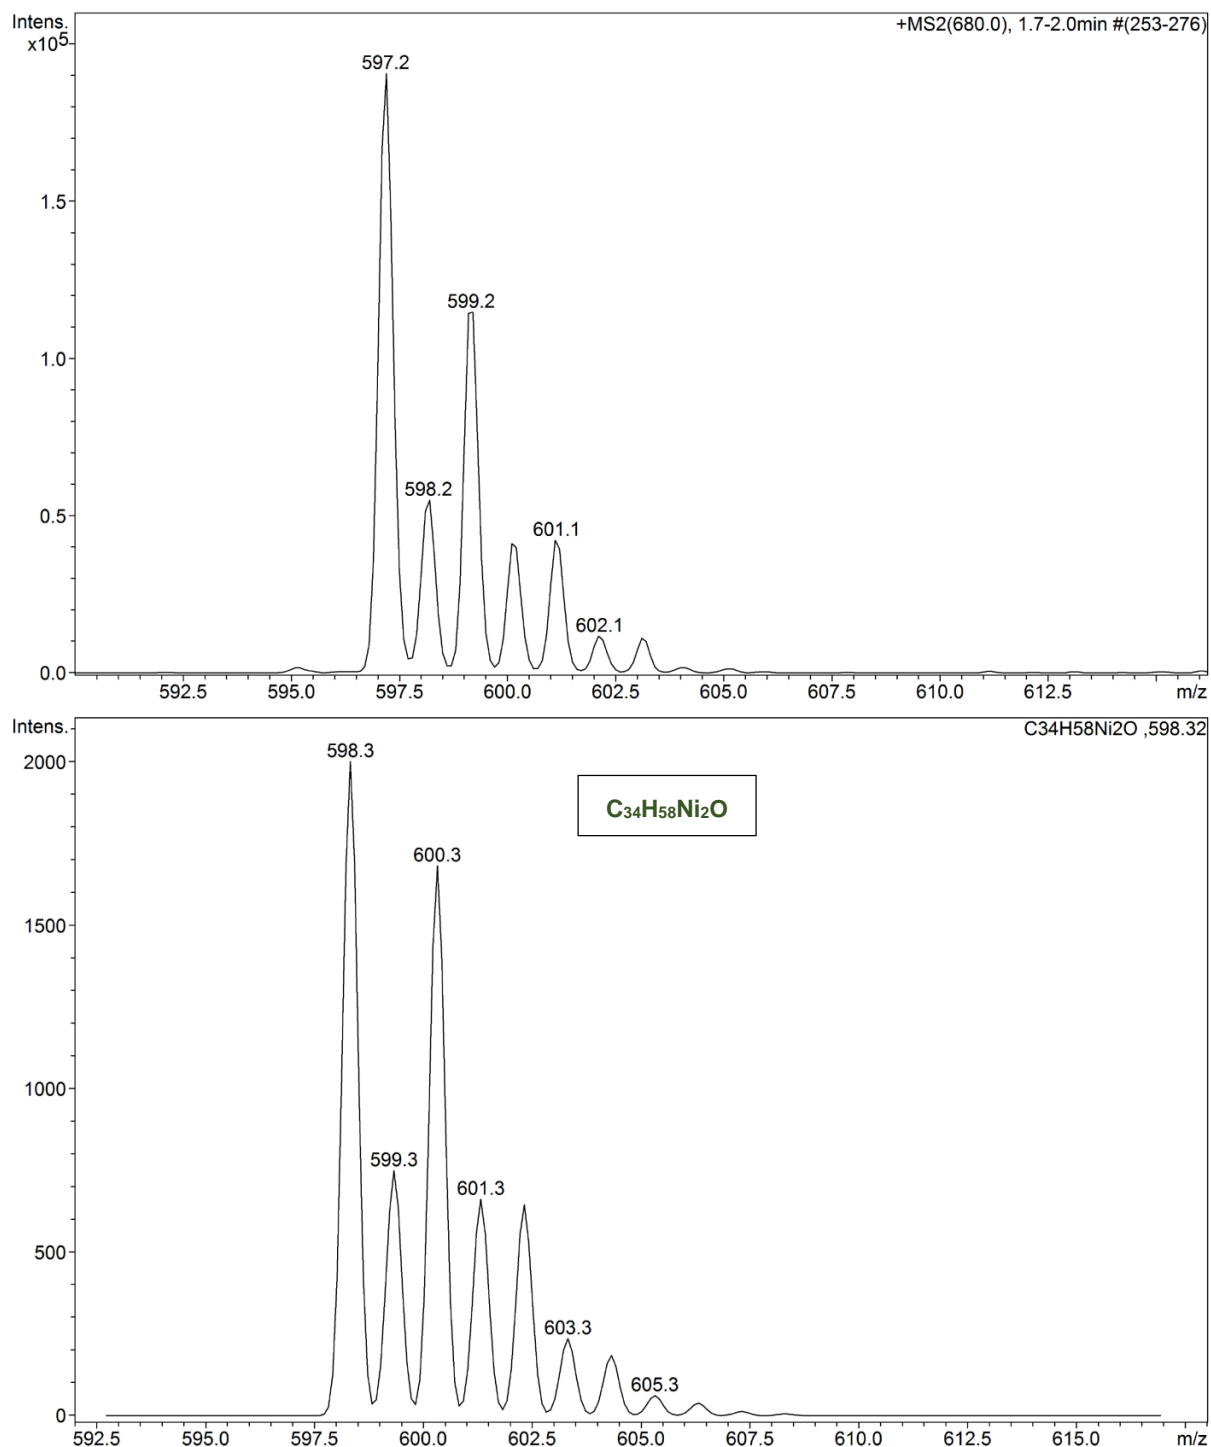 Intens.
x10⁵
+MS2(680.0), 1.7-2.0min #(253-276)
597.2
1.5
599.2
1.0
598.2
0.5
601.1
602.1
0.0
592.5 595.0 597.5 600.0 602.5 605.0 607.5 610.0 612.5 m/z
Intens.
C34H58Ni2O ,598.32
598.3
2000
C₃₄H₅₈Ni₂O
600.3
1500
1000
599.3
601.3
500
603.3
605.3
0
592.5 595.0 597.5 600.0 602.5 605.0 607.5 610.0 612.5 615.0 m/z